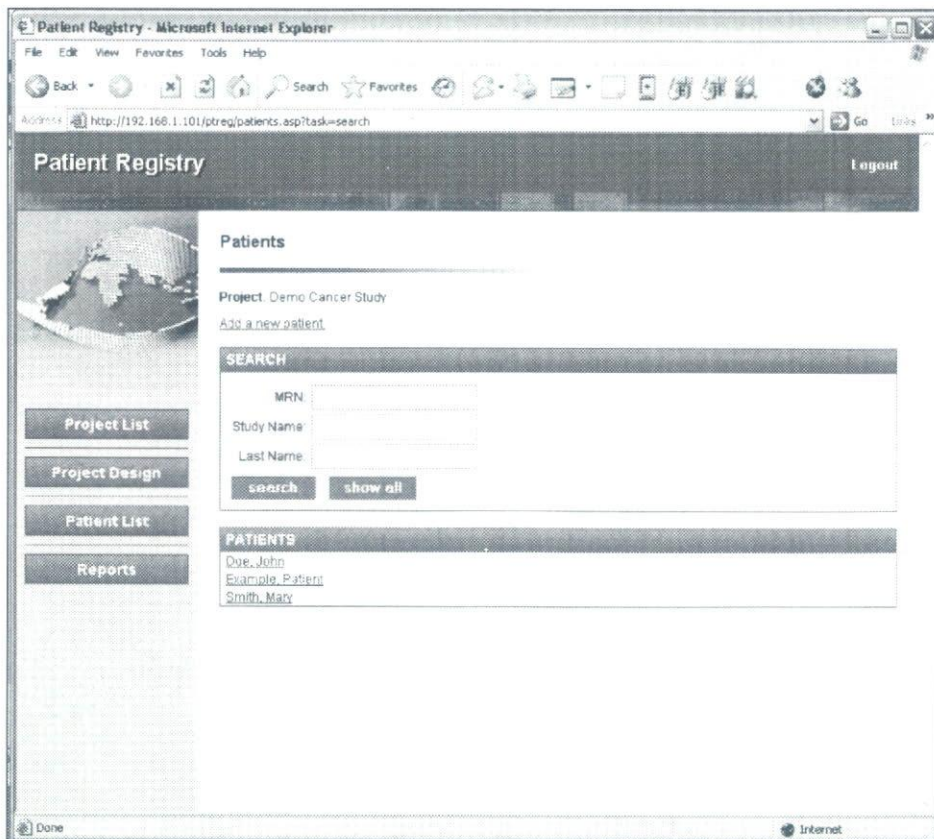 Patient Registry - Microsoft Internet Explorer
File Edit View Favorites Tools Help
Back Search Favorites
Address http://192.168.1.101/ptreg/patients.asp?task=search Go Links »
Patient Registry
Logout
Patients
Project: Demo Cancer Study
Add a new patient
SEARCH
MRN:
Study Name:
Last Name:
search show all
Project List
Project Design
Patient List
Reports
PATIENTS
Doe, John
Example, Patient
Smith, Mary
Done Internet